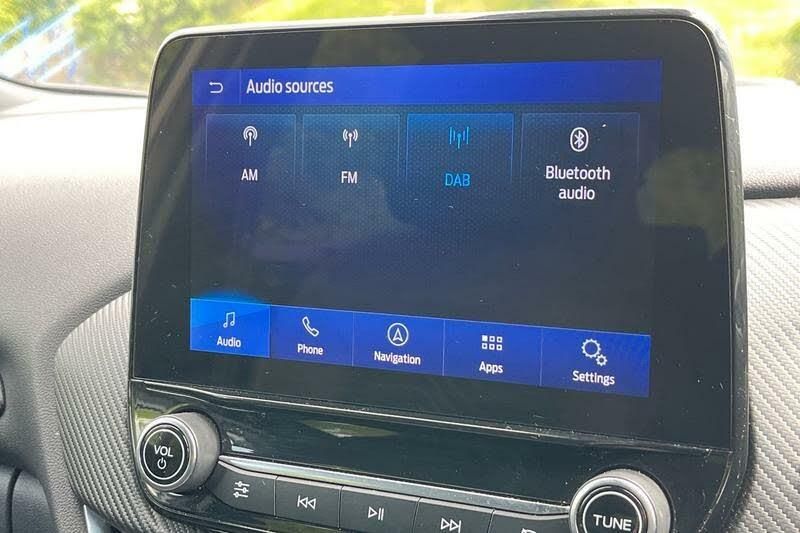 Audio sources
AM
FM
DAB
Bluetooth
audio
Audio
Phone
Navigation
Apps
Settings
VOL
TUNE